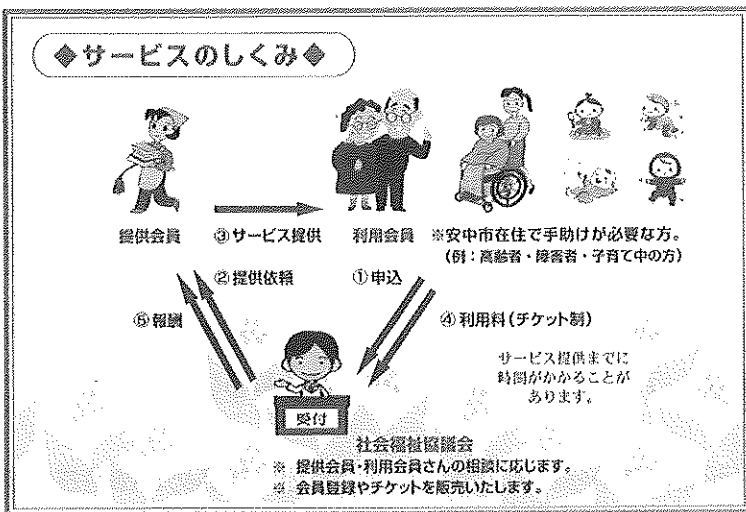 ◆サービスのしくみ◆
提供会員
③サービス提供
利用会員
※安中市在住で手助けが必要な方。
(例：高齢者・障害者・子育て中の方)
②提供依頼
①申込
⑤報酬
④利用料(チケット制)
サービス提供までに
時間がかかることが
あります。
受付
社会福祉協議会
※ 提供会員・利用会員さんの相談に応じます。
※ 会員登録やチケットを販売いたします。